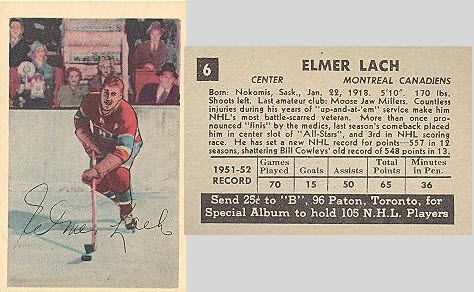 Elmer Lach
6
ELMER LACH
CENTER MONTREAL CANADIENS
Born: Nokomis, Sask., Jan. 22, 1918. 5'10". 170 lbs.
Shoots left. Last amateur club: Moose Jaw Millers. Countless
injuries during his years of "up-and-at-'em" service make him
NHL's most battle-scarred veteran. More than once pro-
nounced "finis" by the medics, last season's comeback placed
him in center slot of "All-Stars", and 3rd in NHL scoring
race. He has set a new NHL record for points—557 in 12
seasons, shattering Bill Cowleys' old record of 548 points in 13.
1951-52 RECORD
Games Played Goals Assists Total Points Minutes in Pen.
70 15 50 65 36
Send 25¢ to "B", 96 Paton, Toronto, for
Special Album to hold 105 N.H.L. Players